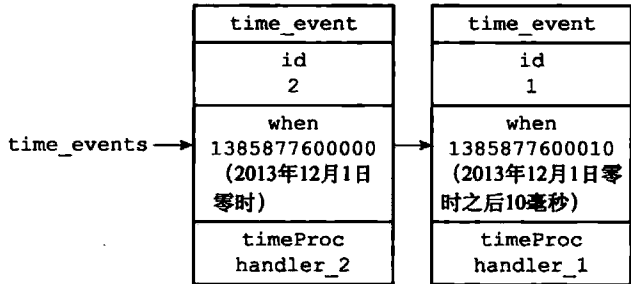 time_events
time_event
id
2
when
1385877600000
（2013年12月1日
零时）
timeProc
handler_2
time_event
id
1
when
1385877600010
（2013年12月1日零
时之后10毫秒）
timeProc
handler_1